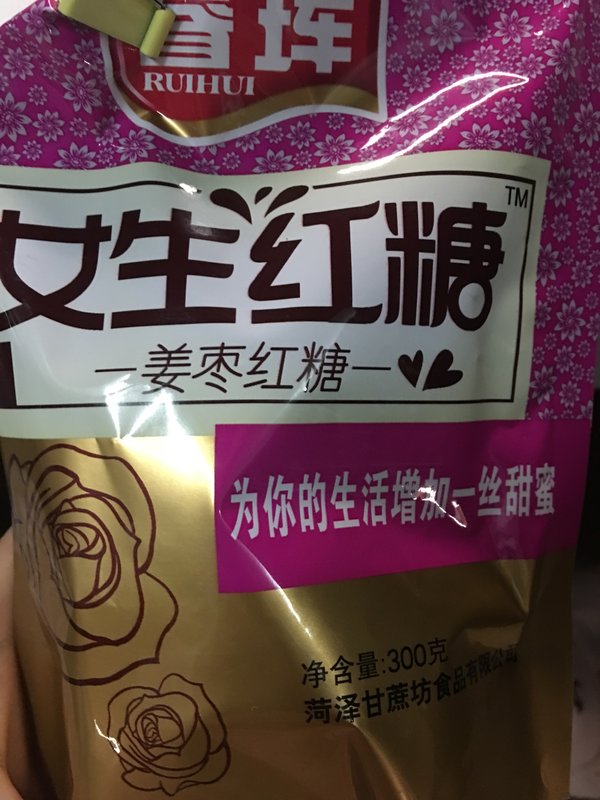 睿珲
RUIHUI
女生红糖 TM
姜枣红糖
为你的生活增加一丝甜蜜
净含量:300克
菏泽甘蔗坊食品有限公司